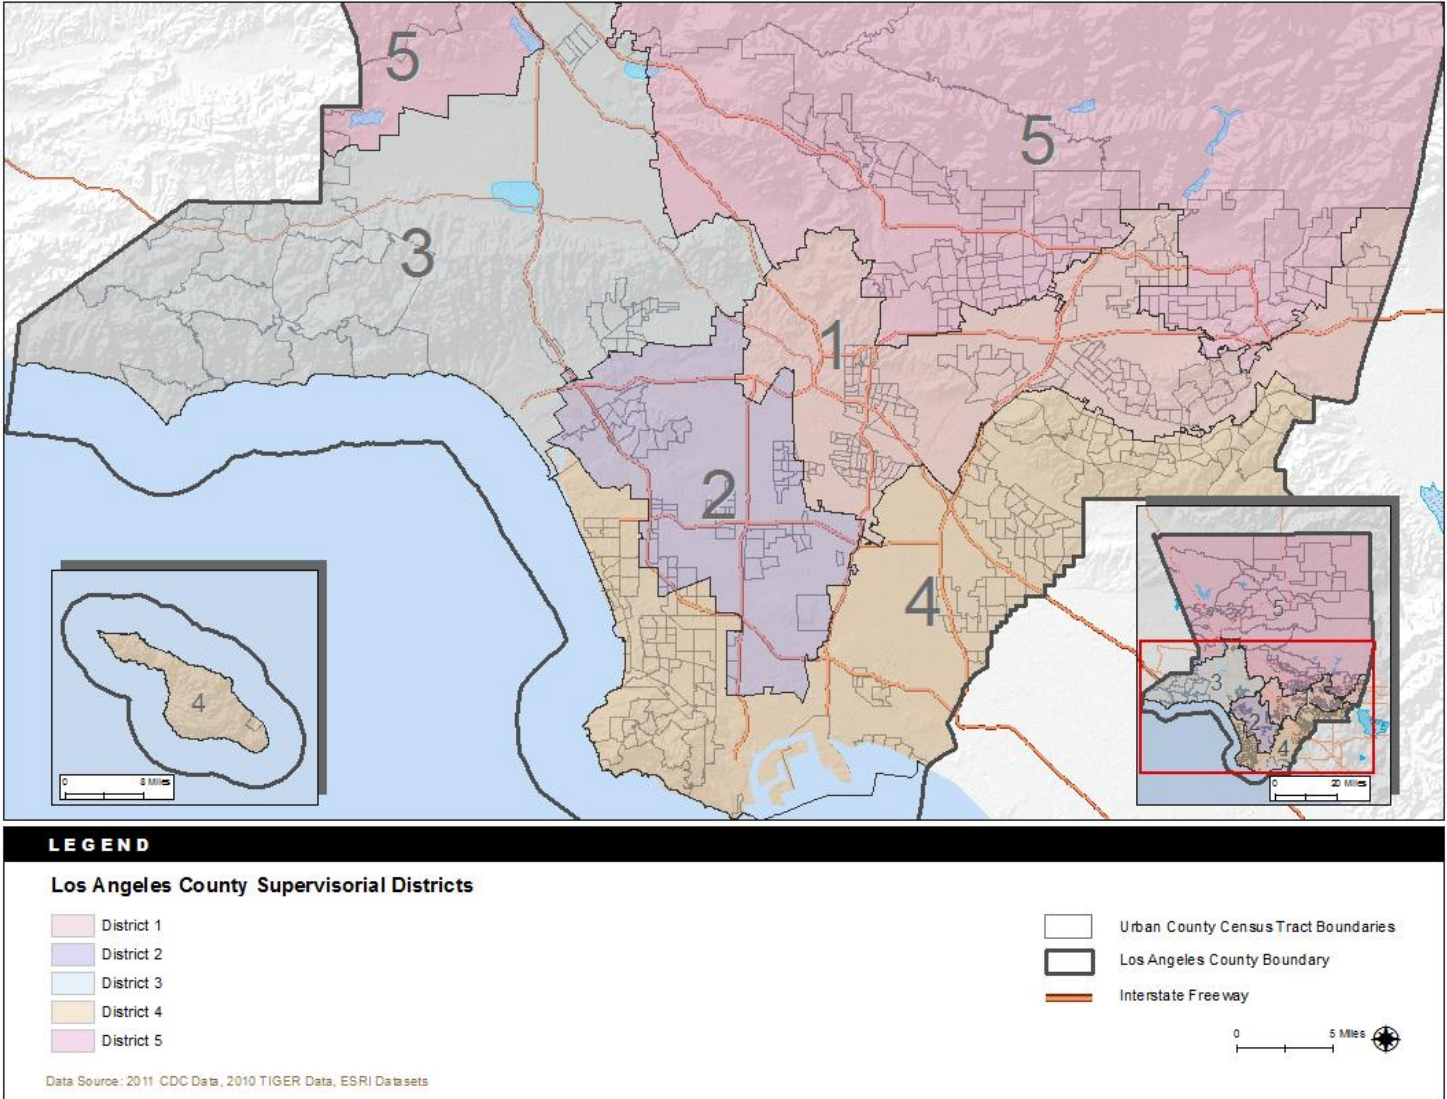 5
5
3
1
2
4
4
0 8 Miles
5
3
2
1
4
0 20 Miles
LEGEND
Los Angeles County Supervisorial Districts
District 1
District 2
District 3
District 4
District 5
Urban County Census Tract Boundaries
Los Angeles County Boundary
Interstate Freeway
0 5 Miles
Data Source: 2011 CDC Data, 2010 TIGER Data, ESRI Datasets